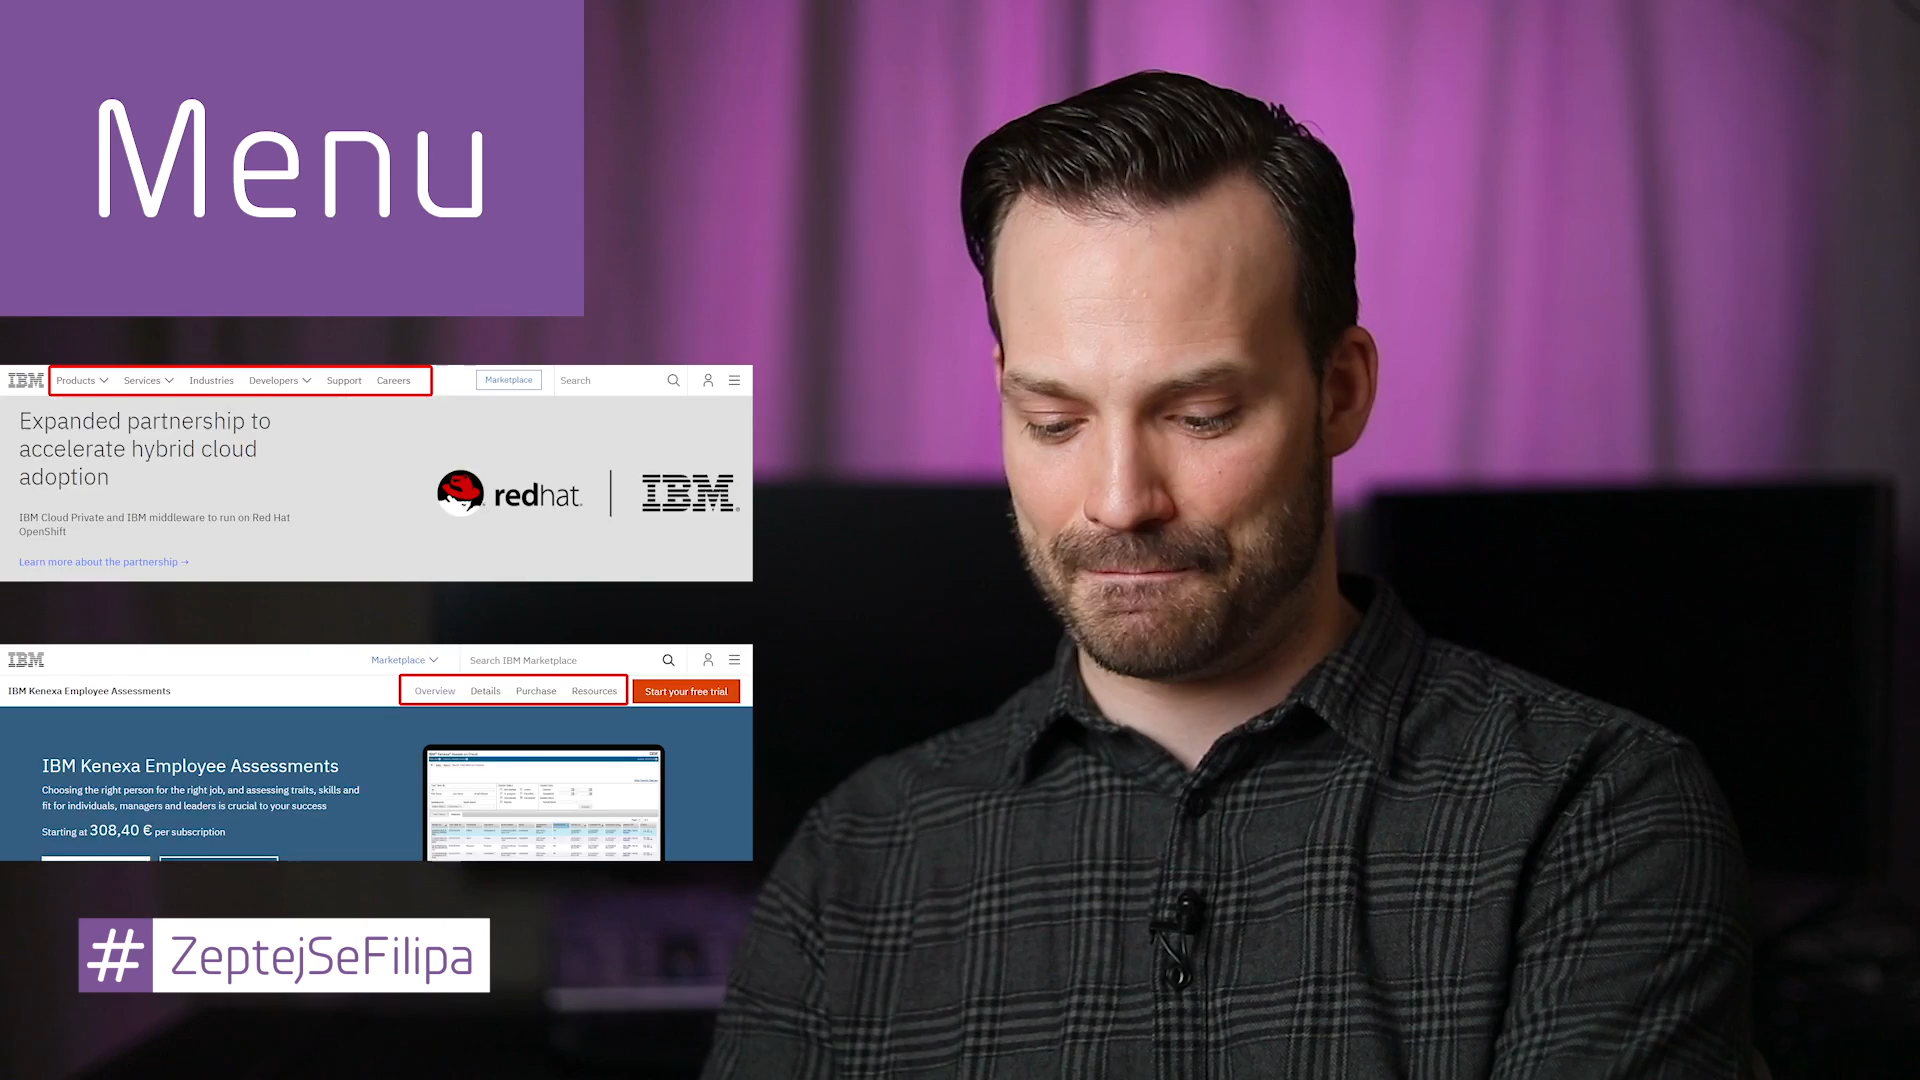 Menu
IBM Products Services Industries Developers Support Careers Marketplace Search
Expanded partnership to
accelerate hybrid cloud
adoption
redhat. IBM
IBM Cloud Private and IBM middleware to run on Red Hat
OpenShift
Learn more about the partnership →
IBM Marketplace Search IBM Marketplace
IBM Kenexa Employee Assessments Overview Details Purchase Resources Start your free trial
IBM Kenexa Employee Assessments
Choosing the right person for the right job, and assessing traits, skills and
fit for individuals, managers and leaders is crucial to your success
Starting at 308,40 € per subscription
# ZeptejSeFilipa